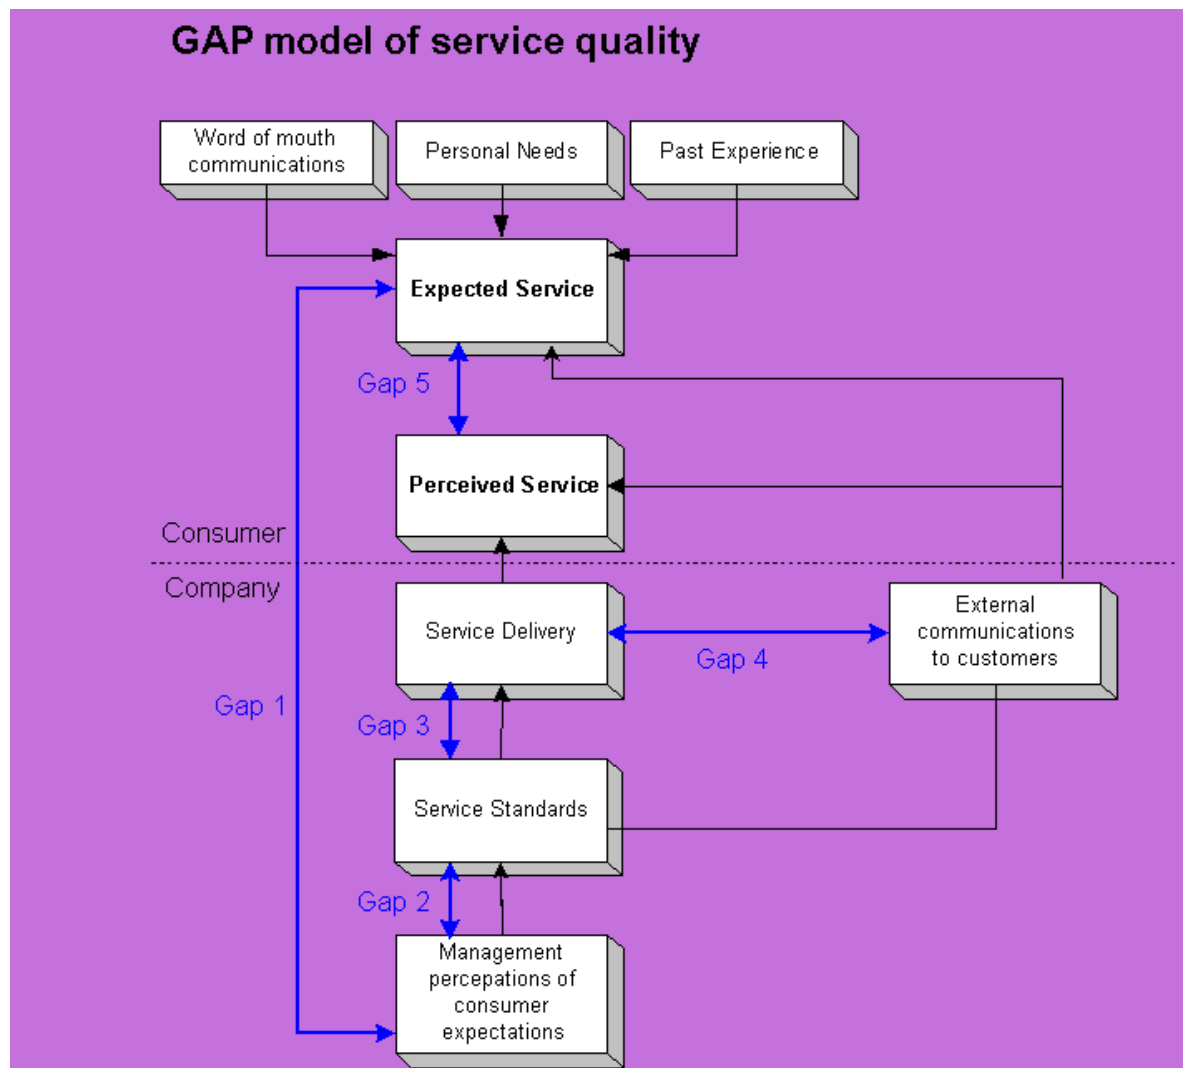 GAP model of service quality
Word of mouth
communications
Personal Needs
Past Experience
Expected Service
Gap 5
Perceived Service
Consumer
Company
Service Delivery
External
communications
to customers
Gap 4
Gap 1
Gap 3
Service Standards
Gap 2
Management
percepations of
consumer
expectations